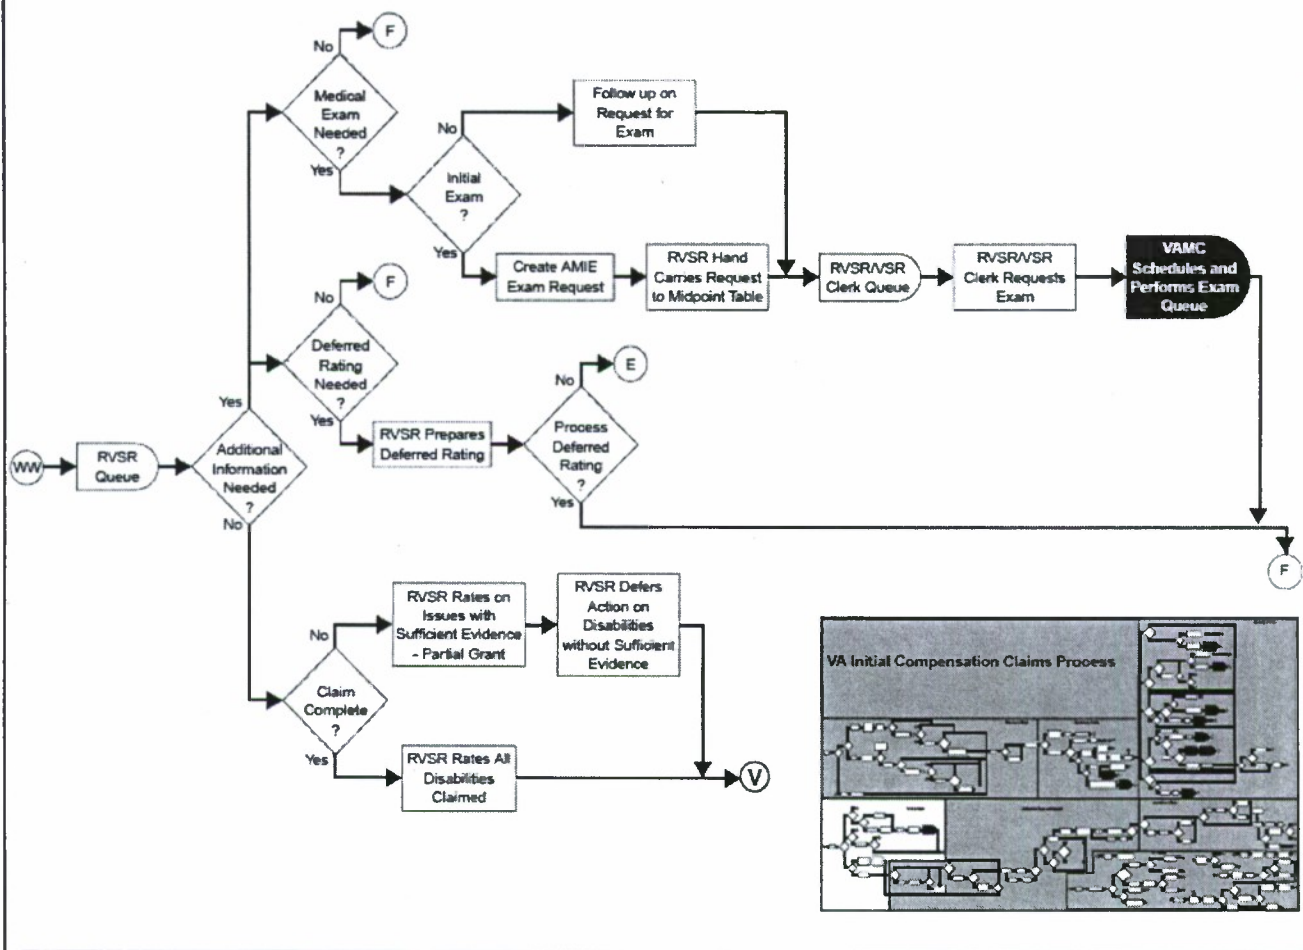 No
F
Medical
Exam
Needed
?
Yes
No
Follow up on
Request for
Exam
Initial
Exam
?
Yes
Create AMIE
Exam Request
RVSR Hand
Carries Request
to Midpoint Table
RVSR/VSR
Clerk Queue
RVSR/VSR
Clerk Requests
Exam
VAMC
Schedules and
Performs Exam
Queue
No
F
Deferred
Rating
Needed
?
Yes
RVSR Prepares
Deferred Rating
No
E
Process
Deferred
Rating
?
Yes
F
WW
RVSR
Queue
Yes
Additional
Information
Needed
?
No
No
RVSR Rates on
Issues with
Sufficient Evidence
- Partial Grant
RVSR Defers
Action on
Disabilities
without Sufficient
Evidence
Claim
Complete
?
Yes
RVSR Rates All
Disabilities
Claimed
V
VA Initial Compensation Claims Process